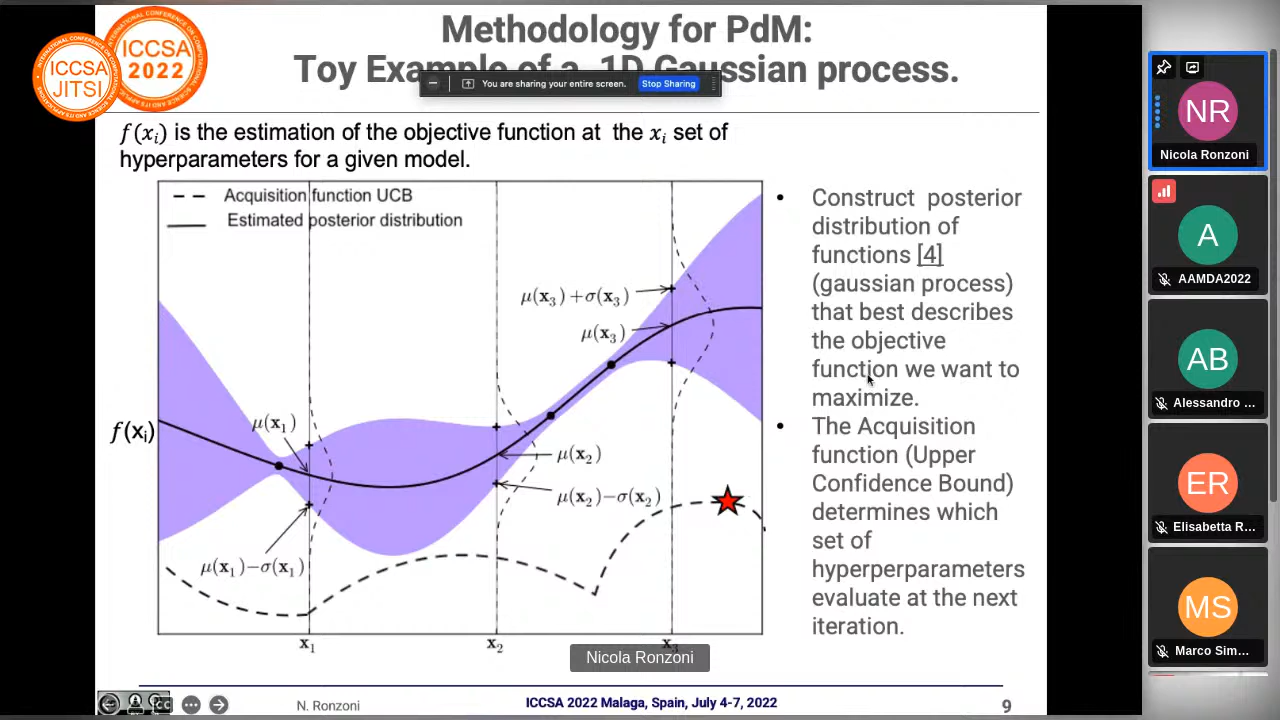 Methodology for PdM:
Toy Example of a 1D Gaussian process.
ICCSA
2022
ICCSA
JITSI
You are sharing your entire screen. Stop Sharing
f(xᵢ) is the estimation of the objective function at the xᵢ set of
hyperparameters for a given model.
Acquisition function UCB
Estimated posterior distribution
μ(x₃)+σ(x₃)
μ(x₃)
f(xᵢ)
μ(x₁)
μ(x₂)
μ(x₂)−σ(x₂)
μ(x₁)−σ(x₁)
x₁
x₂
x₃
• Construct posterior
distribution of
functions [4]
(gaussian process)
that best describes
the objective
function we want to
maximize.
• The Acquisition
function (Upper
Confidence Bound)
determines which
set of
hyperperparameters
evaluate at the next
iteration.
Nicola Ronzoni
N. Ronzoni
ICCSA 2022 Malaga, Spain, July 4-7, 2022
9
NR
Nicola Ronzoni
A
AAMDA2022
AB
Alessandro ...
ER
Elisabetta R...
MS
Marco Sim...